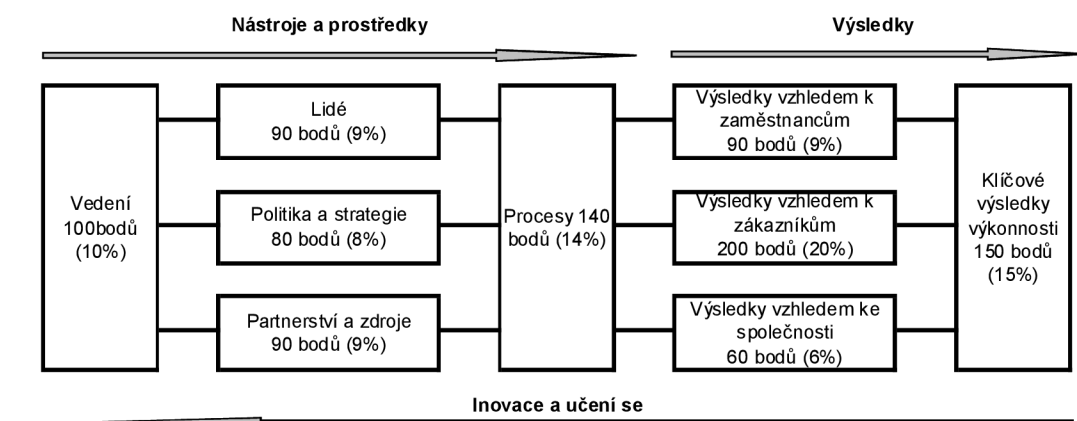 Nástroje a prostředky
Výsledky
Vedení
100bodů
(10%)
Lidé
90 bodů (9%)
Politika a strategie
80 bodů (8%)
Partnerství a zdroje
90 bodů (9%)
Procesy 140
bodů (14%)
Výsledky vzhledem k
zaměstnancům
90 bodů (9%)
Výsledky vzhledem k
zákazníkům
200 bodů (20%)
Výsledky vzhledem ke
společnosti
60 bodů (6%)
Klíčové
výsledky
výkonnosti
150 bodů
(15%)
Inovace a učení se